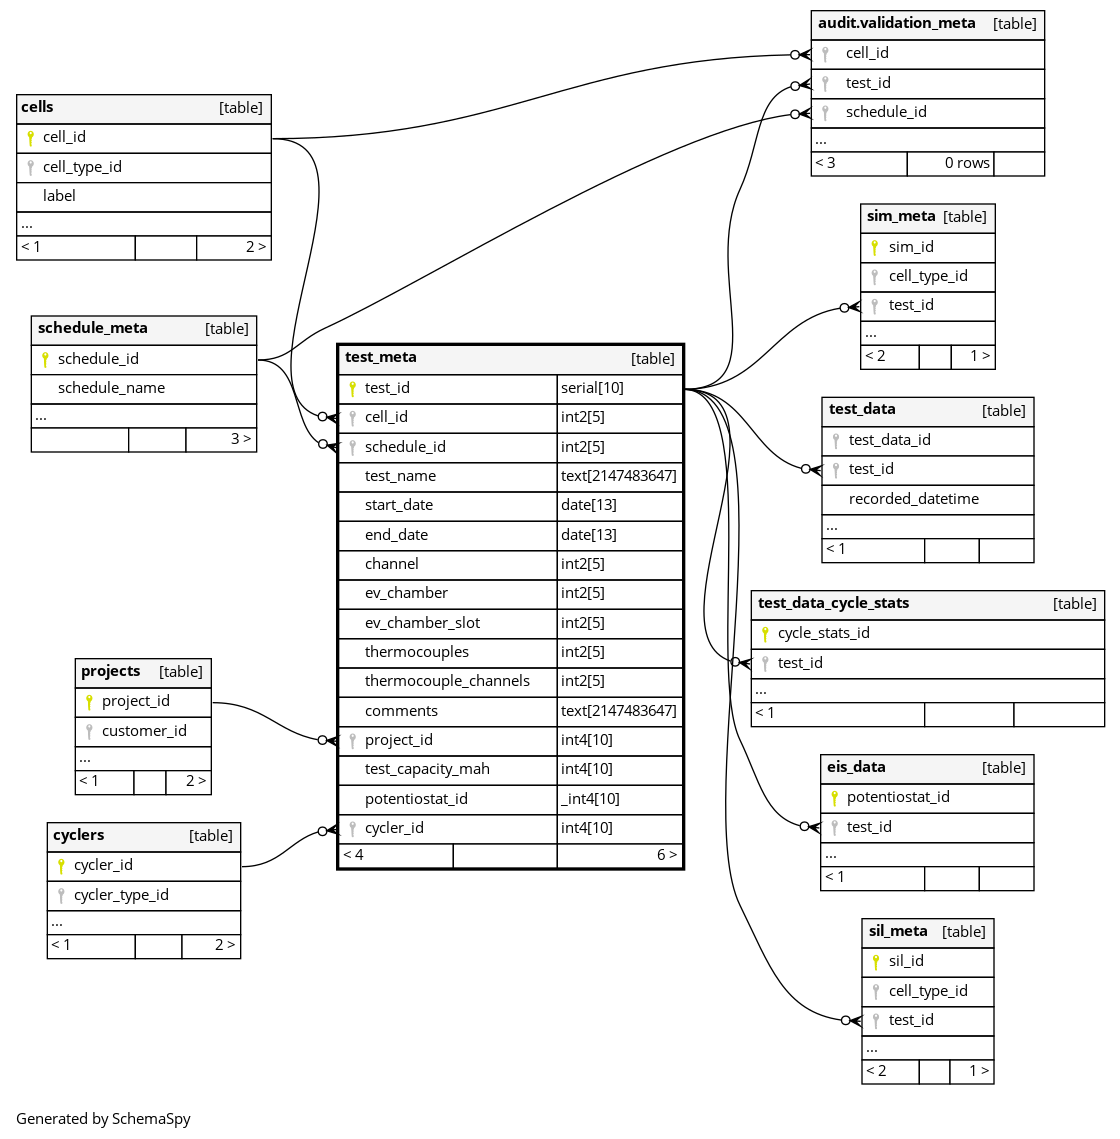 audit.validation_meta [table]
cell_id
test_id
schedule_id
...
< 3 0 rows
cells [table]
cell_id
cell_type_id
label
...
< 1 2 >
sim_meta [table]
sim_id
cell_type_id
test_id
...
< 2 1 >
schedule_meta [table]
schedule_id
schedule_name
...
3 >
test_meta [table]
test_id serial[10]
cell_id int2[5]
schedule_id int2[5]
test_name text[2147483647]
start_date date[13]
end_date date[13]
channel int2[5]
ev_chamber int2[5]
ev_chamber_slot int2[5]
thermocouples int2[5]
thermocouple_channels int2[5]
comments text[2147483647]
project_id int4[10]
test_capacity_mah int4[10]
potentiostat_id _int4[10]
cycler_id int4[10]
< 4 6 >
test_data [table]
test_data_id
test_id
recorded_datetime
...
< 1
test_data_cycle_stats [table]
cycle_stats_id
test_id
...
< 1
projects [table]
project_id
customer_id
...
< 1 2 >
eis_data [table]
potentiostat_id
test_id
...
< 1
cyclers [table]
cycler_id
cycler_type_id
...
< 1 2 >
sil_meta [table]
sil_id
cell_type_id
test_id
...
< 2 1 >
Generated by SchemaSpy